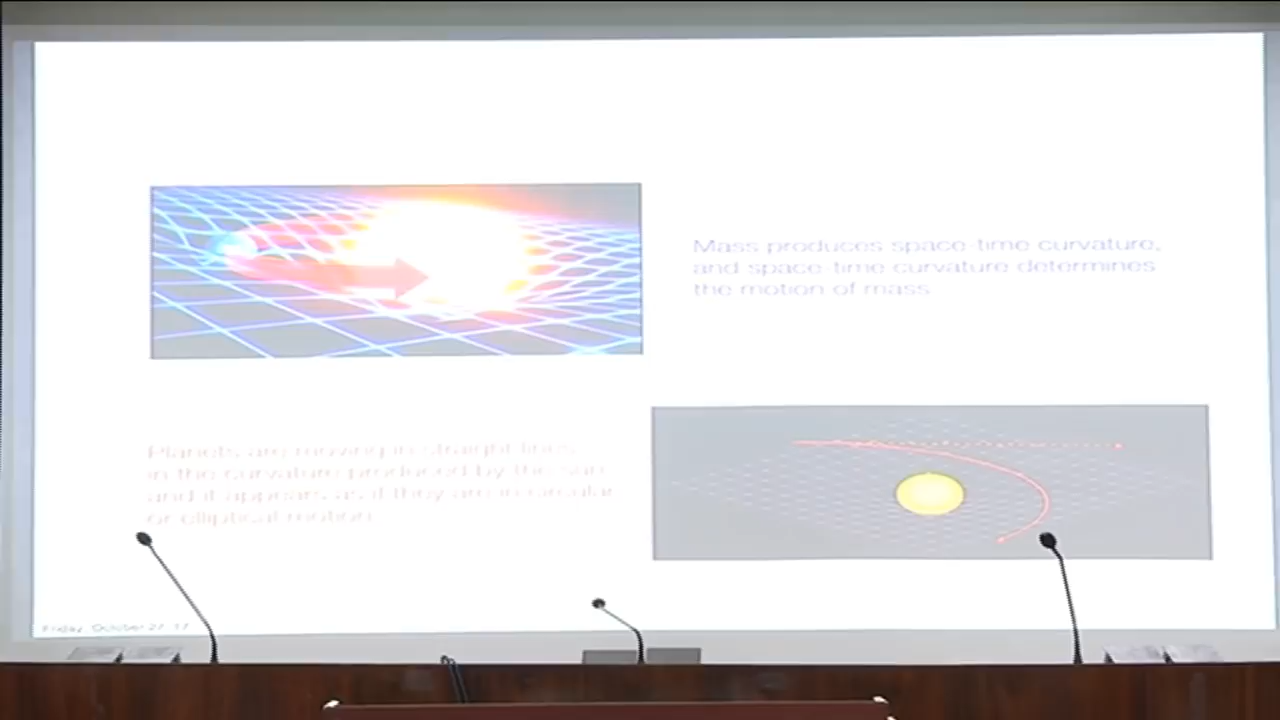 Mass produces space-time curvature,
and space-time curvature determines
the motion of mass
Planets are moving in straight lines
in the curvature produced by the sun
and it appears as if they are in circular
or elliptical motion.
Friday, October 27, 17